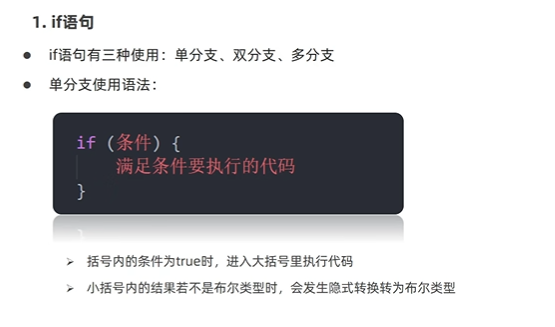 1. if语句
● if语句有三种使用：单分支、双分支、多分支
● 单分支使用语法：
if (条件) {
满足条件要执行的代码
}
➢ 括号内的条件为true时，进入大括号里执行代码
➢ 小括号内的结果若不是布尔类型时，会发生隐式转换转为布尔类型